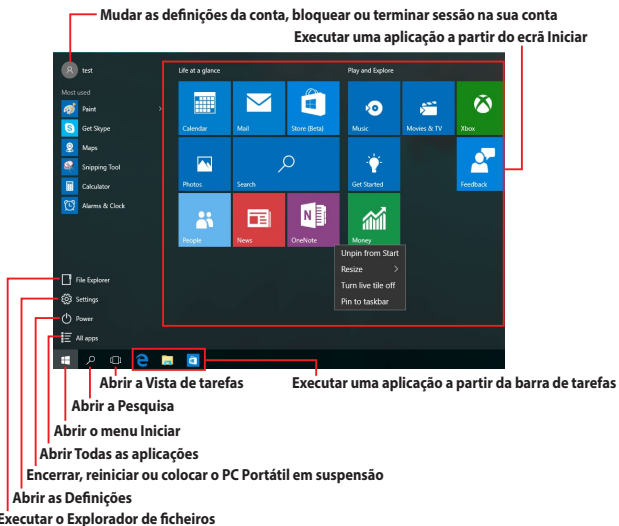 Mudar as definições da conta, bloquear ou terminar sessão na sua conta
Executar uma aplicação a partir do ecrã Iniciar
test
Most used
Paint
Get Skype
Maps
Snipping Tool
Calculator
Alarms & Clock
File Explorer
Settings
Power
All apps
Life at a glance
Calendar
Mail
Store (Beta)
Photos
Search
People
News
OneNote
Play and Explore
Music
Movies & TV
Xbox
Get Started
Feedback
Money
Unpin from Start
Resize
Turn live tile off
Pin to taskbar
Abrir a Vista de tarefas
Executar uma aplicação a partir da barra de tarefas
Abrir a Pesquisa
Abrir o menu Iniciar
Abrir Todas as aplicações
Encerrar, reiniciar ou colocar o PC Portátil em suspensão
Abrir as Definições
Executar o Explorador de ficheiros